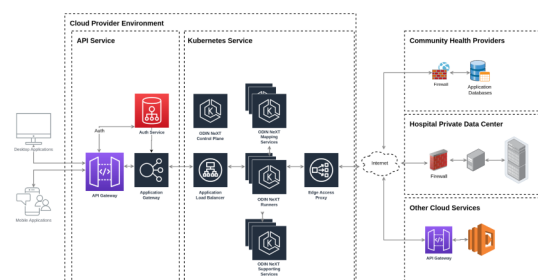 Cloud Provider Environment
API Service
Kubernetes Service
Community Health Providers
Firewall
Application
Databases
Desktop Applications
Auth
Auth Service
ODIN NeXT
Control Plane
ODIN NeXT
Mapping
Services
Hospital Private Data Center
Internet
Firewall
API Gateway
Application
Gateway
Application
Load Balancer
ODIN NeXT
Runners
Edge Access
Proxy
Mobile Applications
Other Cloud Services
API Gateway
ODIN NeXT
Supporting
Services